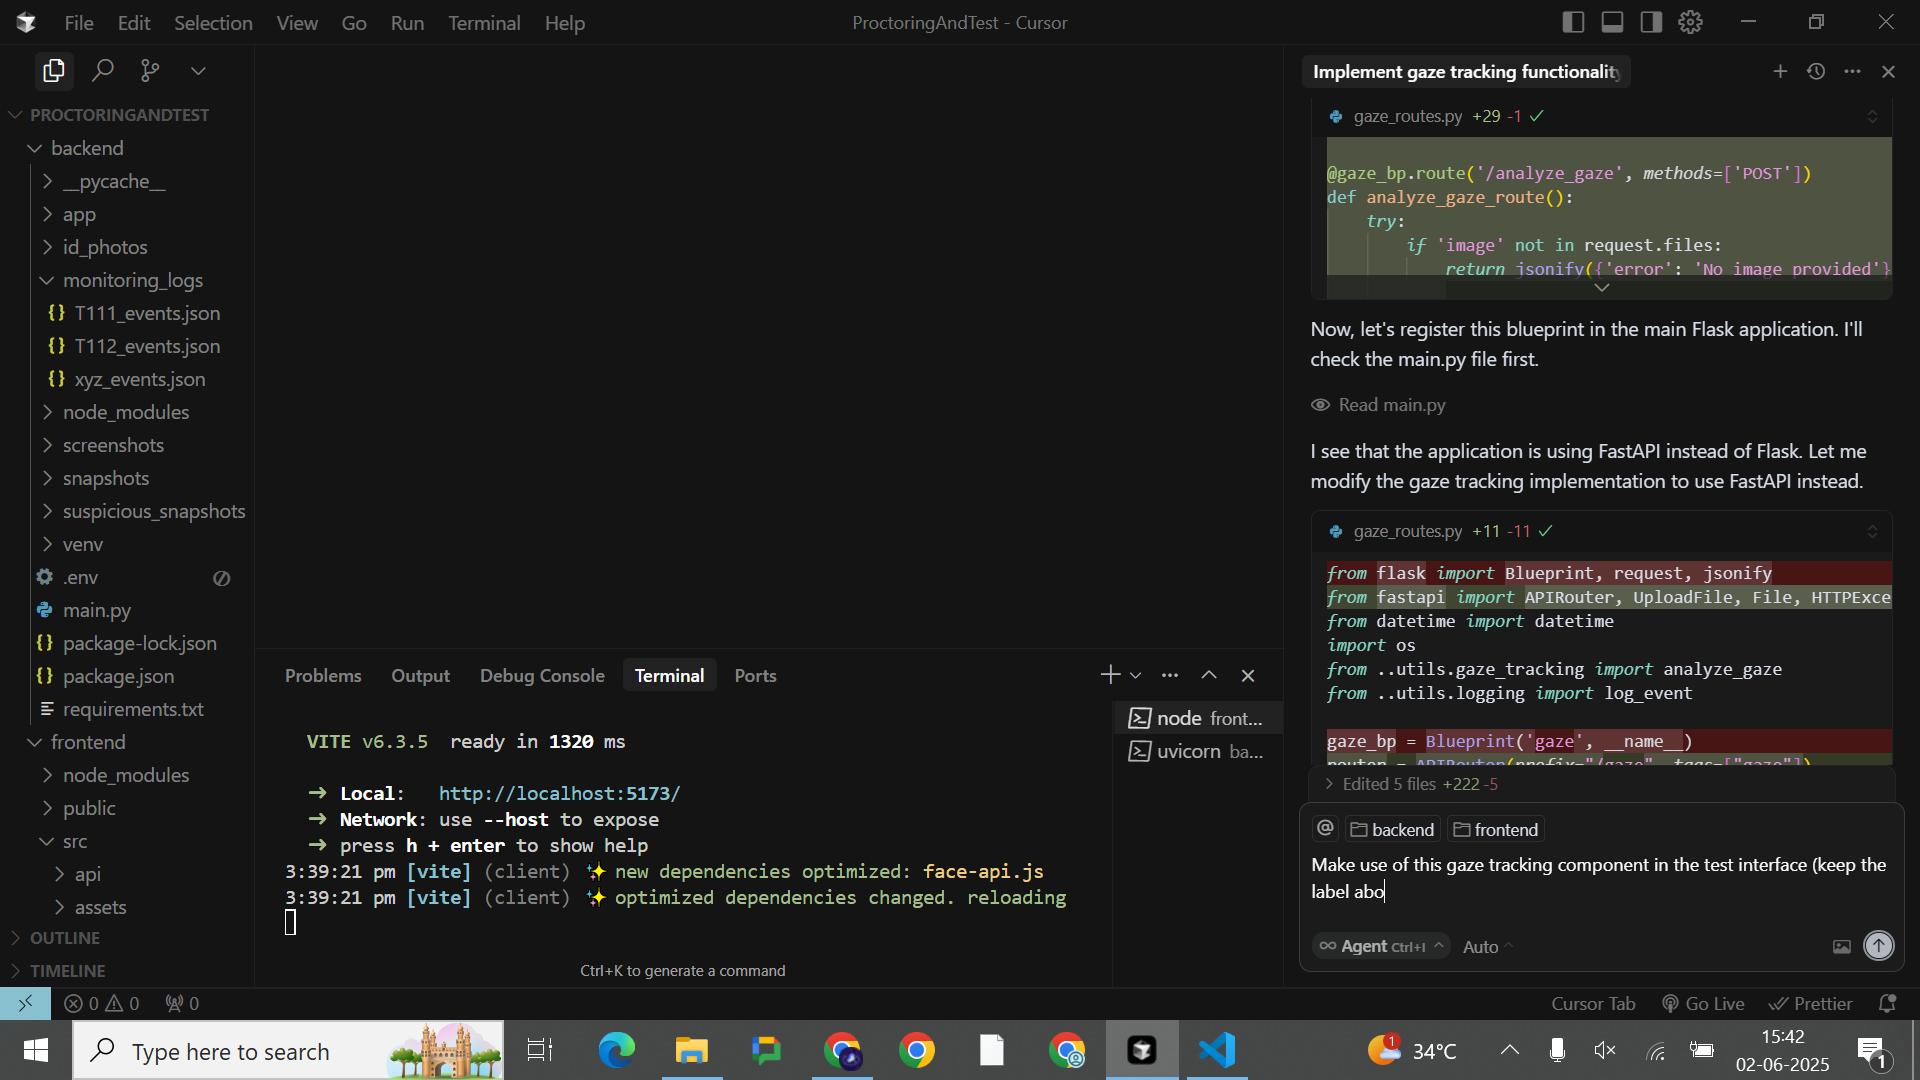 File Edit Selection View Go Run Terminal Help
ProctoringAndTest - Cursor
PROCTORINGANDTEST
backend
__pycache__
app
id_photos
monitoring_logs
{} T111_events.json
{} T112_events.json
{} xyz_events.json
node_modules
screenshots
snapshots
suspicious_snapshots
venv
.env
main.py
{} package-lock.json
{} package.json
requirements.txt
frontend
node_modules
public
src
api
assets
OUTLINE
TIMELINE
Problems Output Debug Console Terminal Ports
VITE v6.3.5 ready in 1320 ms
➜ Local: http://localhost:5173/
➜ Network: use --host to expose
➜ press h + enter to show help
3:39:21 pm [vite] (client) ✨ new dependencies optimized: face-api.js
3:39:21 pm [vite] (client) ✨ optimized dependencies changed. reloading
Ctrl+K to generate a command
node front...
uvicorn ba...
Implement gaze tracking functionality
gaze_routes.py +29 -1
@gaze_bp.route('/analyze_gaze', methods=['POST'])
def analyze_gaze_route():
try:
if 'image' not in request.files:
return jsonify({'error': 'No image provided'}
Now, let's register this blueprint in the main Flask application. I'll
check the main.py file first.
Read main.py
I see that the application is using FastAPI instead of Flask. Let me
modify the gaze tracking implementation to use FastAPI instead.
gaze_routes.py +11 -11
from flask import Blueprint, request, jsonify
from fastapi import APIRouter, UploadFile, File, HTTPExce
from datetime import datetime
import os
from ..utils.gaze_tracking import analyze_gaze
from ..utils.logging import log_event
gaze_bp = Blueprint('gaze', __name__)
router = APIRouter(prefix="/gaze", tags=["gaze"])
Edited 5 files +222 -5
@ backend frontend
Make use of this gaze tracking component in the test interface (keep the
label abo
Agent Ctrl+I Auto
0 0 0
Cursor Tab Go Live Prettier
Type here to search
1
34°C
15:42
02-06-2025
1